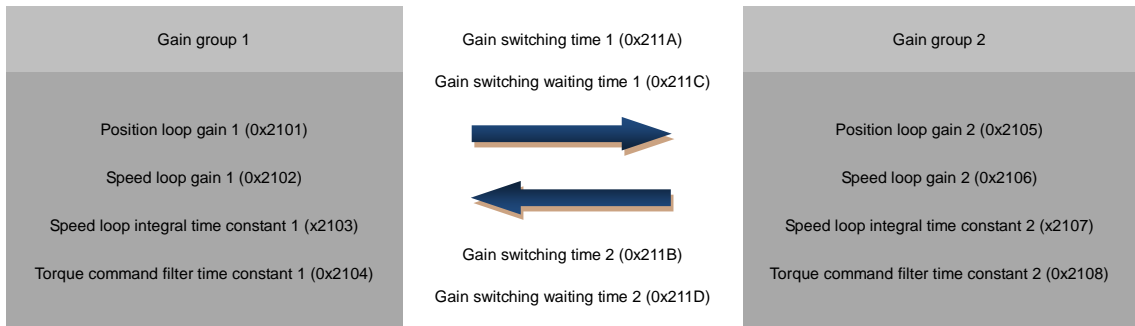 Gain group 1
Position loop gain 1 (0x2101)
Speed loop gain 1 (0x2102)
Speed loop integral time constant 1 (x2103)
Torque command filter time constant 1 (0x2104)
Gain switching time 1 (0x211A)
Gain switching waiting time 1 (0x211C)
Gain switching time 2 (0x211B)
Gain switching waiting time 2 (0x211D)
Gain group 2
Position loop gain 2 (0x2105)
Speed loop gain 2 (0x2106)
Speed loop integral time constant 2 (x2107)
Torque command filter time constant 2 (0x2108)